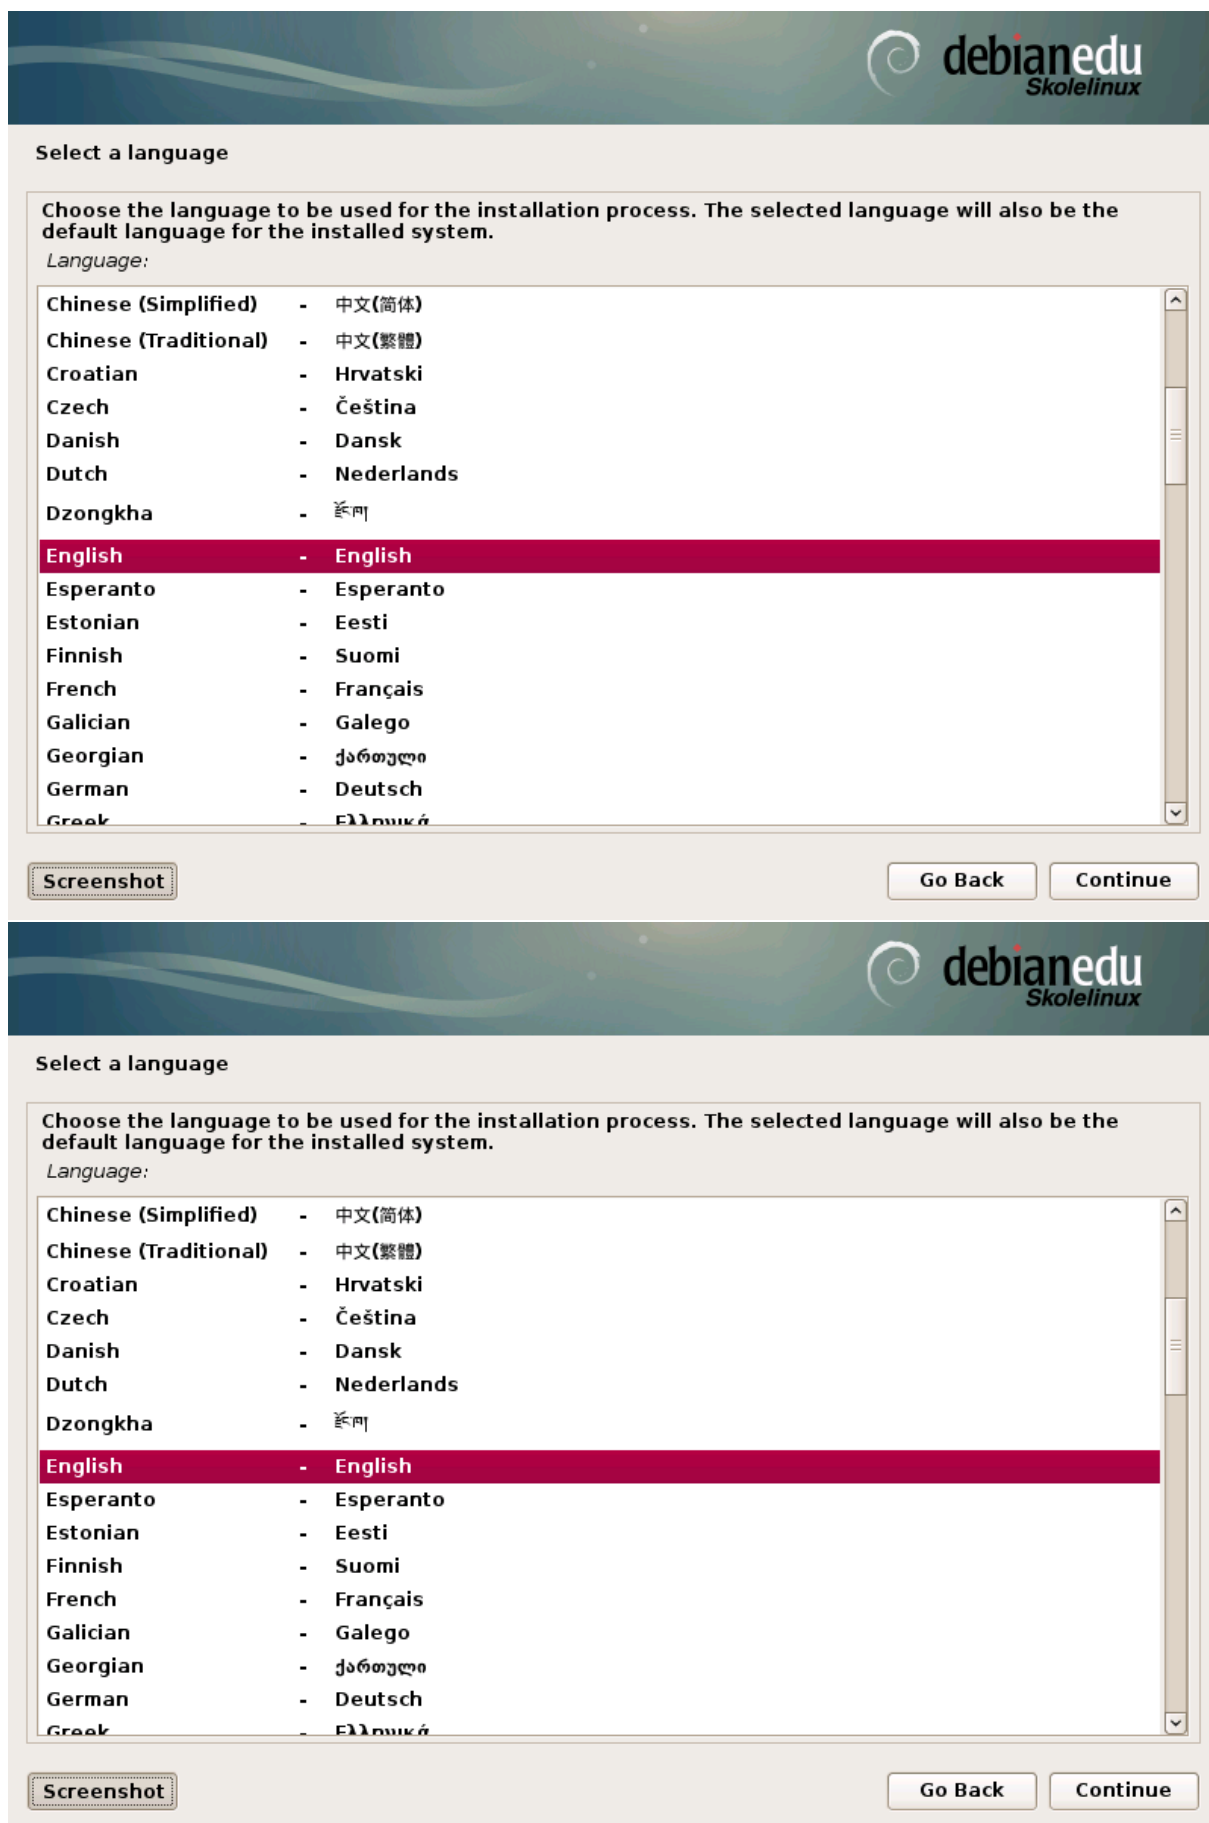 debianedu
Skolelinux
Select a language
Choose the language to be used for the installation process. The selected language will also be the
default language for the installed system.
Language:
Chinese (Simplified) - 中文(简体)
Chinese (Traditional) - 中文(繁體)
Croatian - Hrvatski
Czech - Čeština
Danish - Dansk
Dutch - Nederlands
Dzongkha - རྫོང་ཁ།
English - English
Esperanto - Esperanto
Estonian - Eesti
Finnish - Suomi
French - Français
Galician - Galego
Georgian - ქართული
German - Deutsch
Greek - Ελληνικά
Screenshot Go Back Continue
debianedu
Skolelinux
Select a language
Choose the language to be used for the installation process. The selected language will also be the
default language for the installed system.
Language:
Chinese (Simplified) - 中文(简体)
Chinese (Traditional) - 中文(繁體)
Croatian - Hrvatski
Czech - Čeština
Danish - Dansk
Dutch - Nederlands
Dzongkha - རྫོང་ཁ།
English - English
Esperanto - Esperanto
Estonian - Eesti
Finnish - Suomi
French - Français
Galician - Galego
Georgian - ქართული
German - Deutsch
Greek - Ελληνικά
Screenshot Go Back Continue